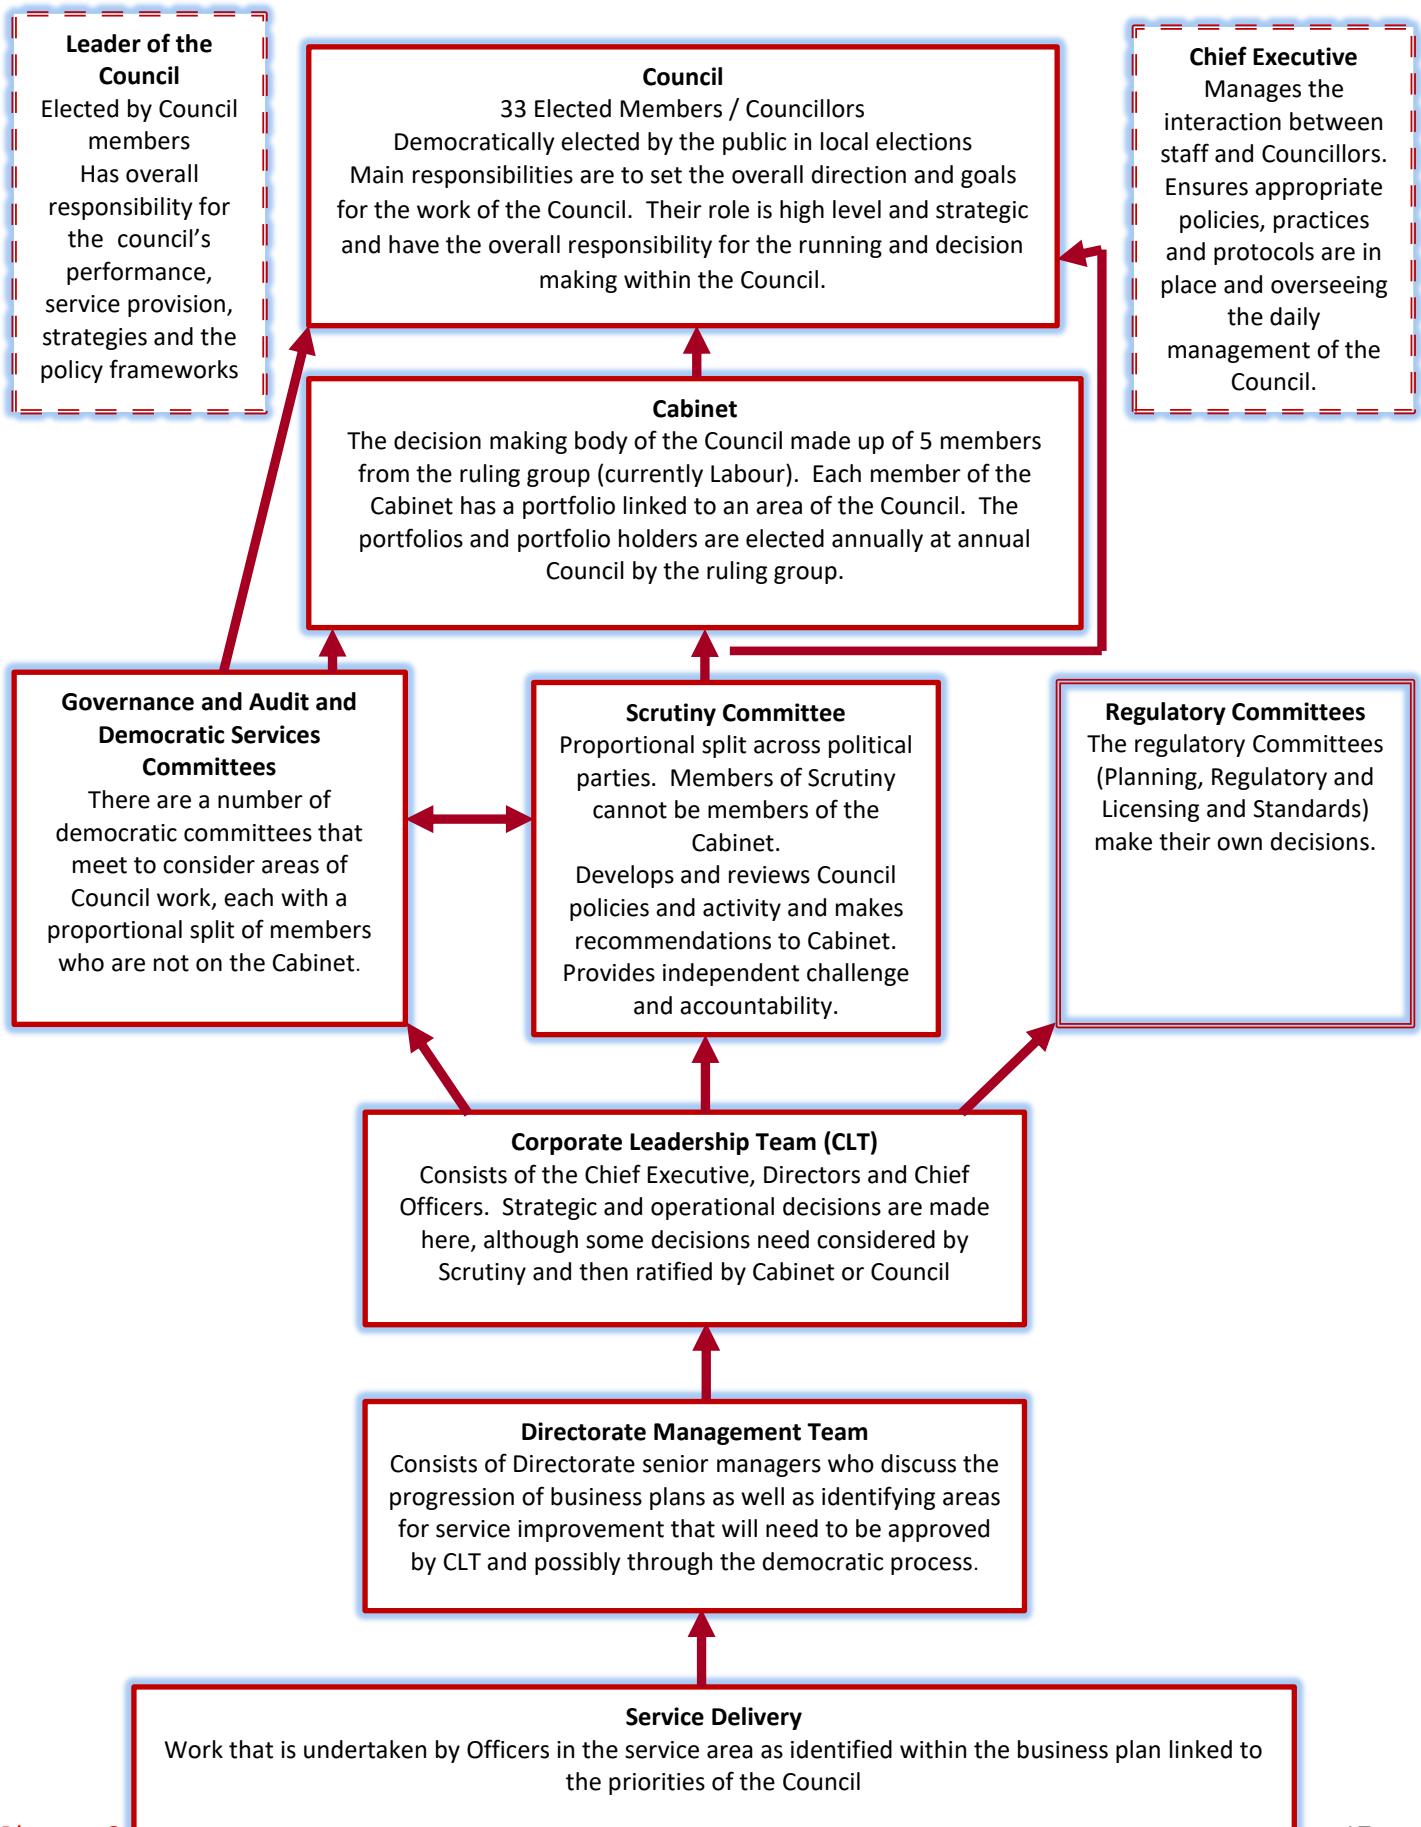 Leader of the
Council
Elected by Council
members
Has overall
responsibility for
the council's
performance,
service provision,
strategies and the
policy frameworks
Council
33 Elected Members / Councillors
Democratically elected by the public in local elections
Main responsibilities are to set the overall direction and goals
for the work of the Council. Their role is high level and strategic
and have the overall responsibility for the running and decision
making within the Council.
Chief Executive
Manages the
interaction between
staff and Councillors.
Ensures appropriate
policies, practices
and protocols are in
place and overseeing
the daily
management of the
Council.
Cabinet
The decision making body of the Council made up of 5 members
from the ruling group (currently Labour). Each member of the
Cabinet has a portfolio linked to an area of the Council. The
portfolios and portfolio holders are elected annually at annual
Council by the ruling group.
Governance and Audit and
Democratic Services
Committees
There are a number of
democratic committees that
meet to consider areas of
Council work, each with a
proportional split of members
who are not on the Cabinet.
Scrutiny Committee
Proportional split across political
parties. Members of Scrutiny
cannot be members of the
Cabinet.
Develops and reviews Council
policies and activity and makes
recommendations to Cabinet.
Provides independent challenge
and accountability.
Regulatory Committees
The regulatory Committees
(Planning, Regulatory and
Licensing and Standards)
make their own decisions.
Corporate Leadership Team (CLT)
Consists of the Chief Executive, Directors and Chief
Officers. Strategic and operational decisions are made
here, although some decisions need considered by
Scrutiny and then ratified by Cabinet or Council
Directorate Management Team
Consists of Directorate senior managers who discuss the
progression of business plans as well as identifying areas
for service improvement that will need to be approved
by CLT and possibly through the democratic process.
Service Delivery
Work that is undertaken by Officers in the service area as identified within the business plan linked to
the priorities of the Council